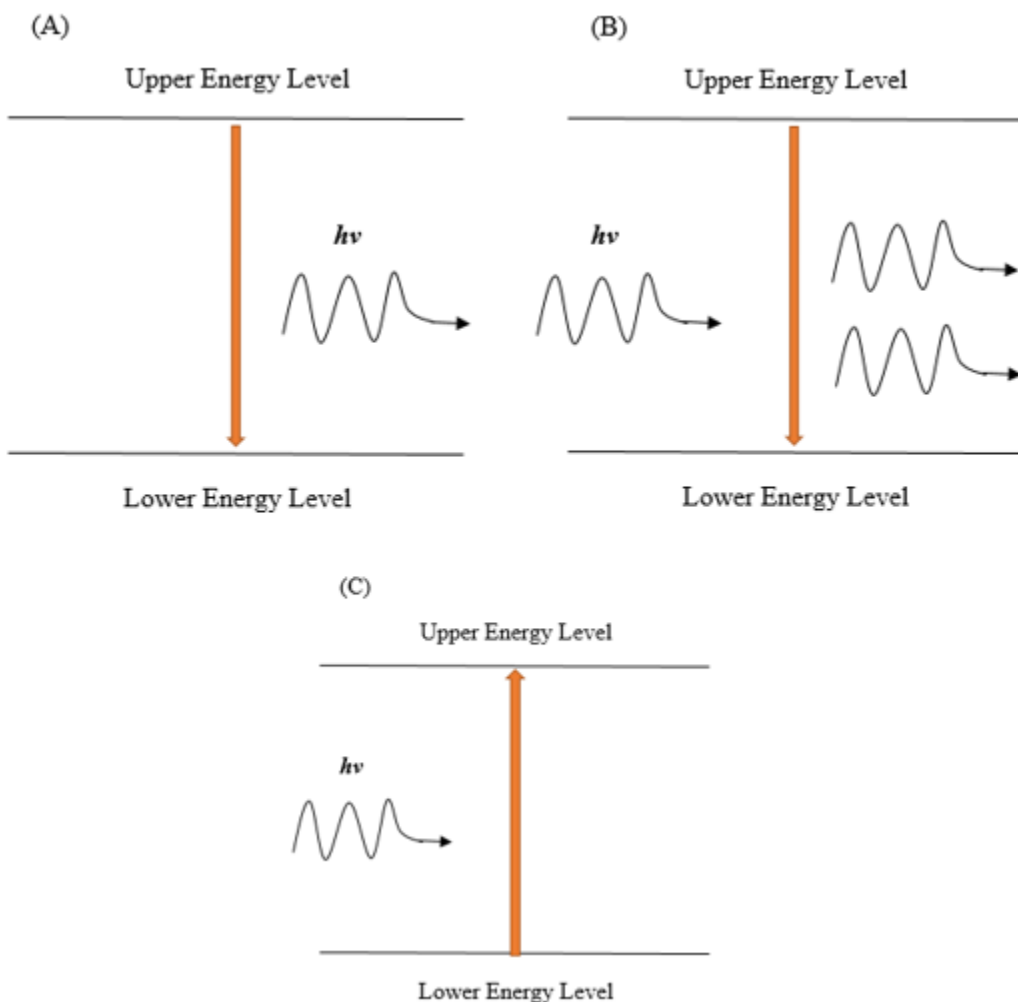 (A)
Upper Energy Level
hv
Lower Energy Level
(B)
Upper Energy Level
hv
Lower Energy Level
(C)
Upper Energy Level
hv
Lower Energy Level